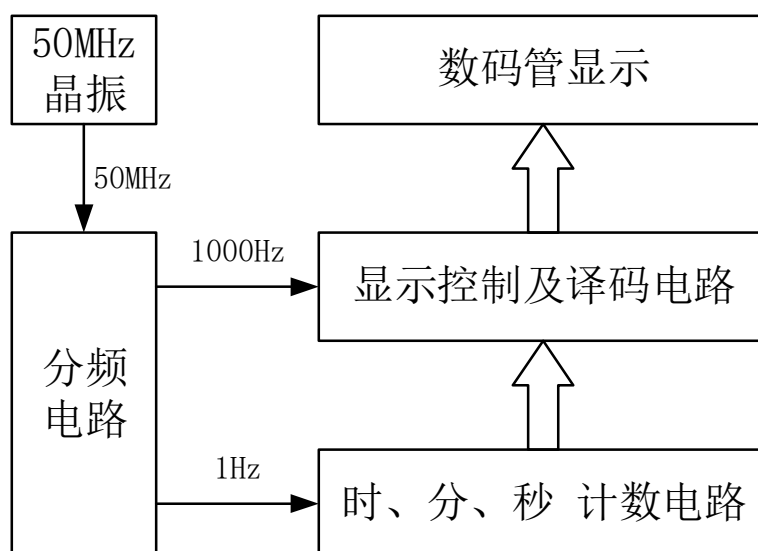 50MHz
晶振
数码管显示
50MHz
1000Hz
显示控制及译码电路
分频
电路
1Hz
时、分、秒 计数电路